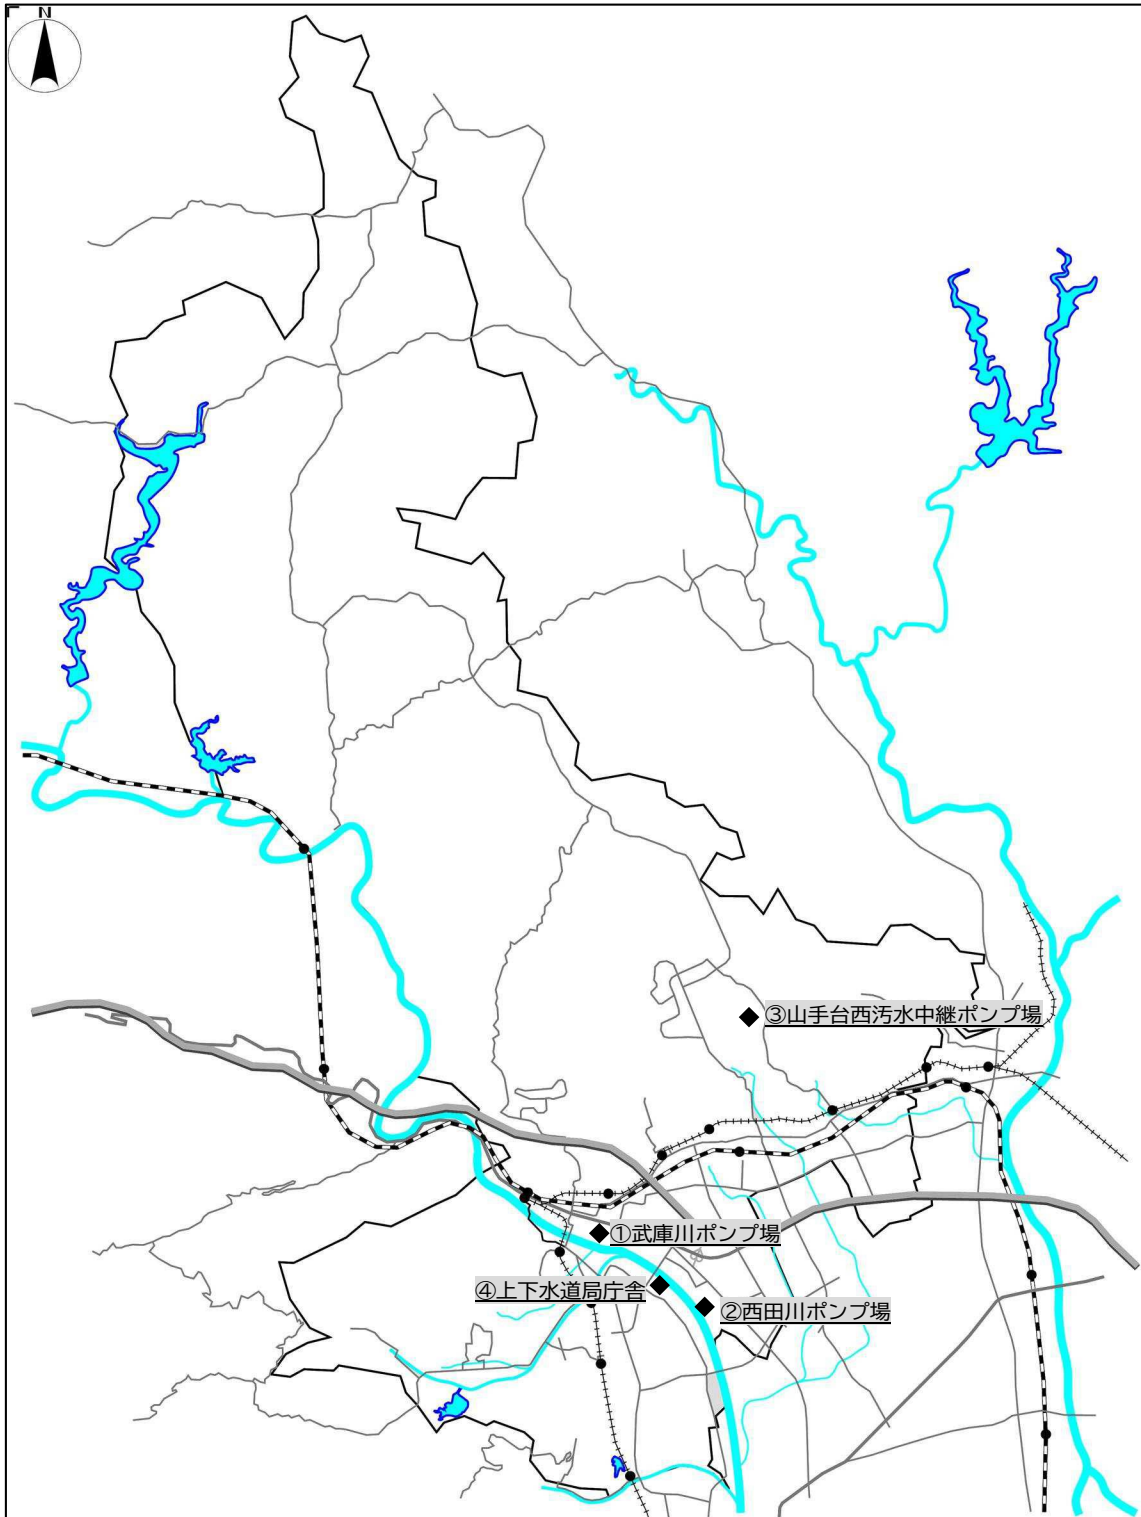 N
③山手台西汚水中継ポンプ場
①武庫川ポンプ場
④上下水道局庁舎
②西田川ポンプ場